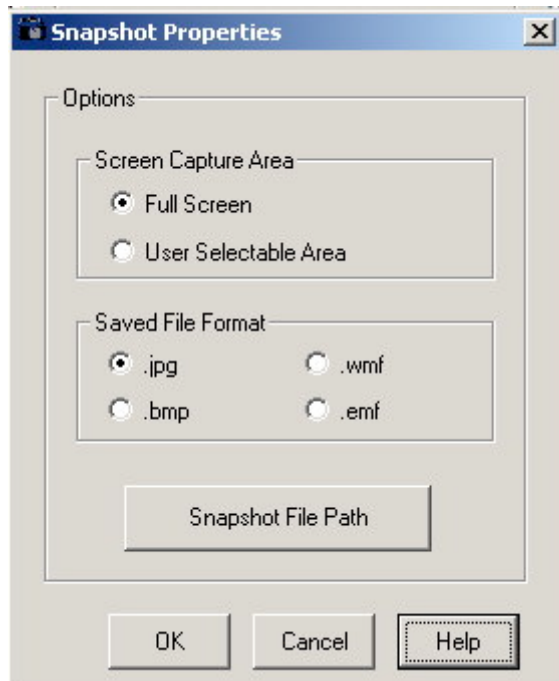 Snapshot Properties
Options
Screen Capture Area
Full Screen
User Selectable Area
Saved File Format
.jpg .wmf
.bmp .emf
Snapshot File Path
OK Cancel Help